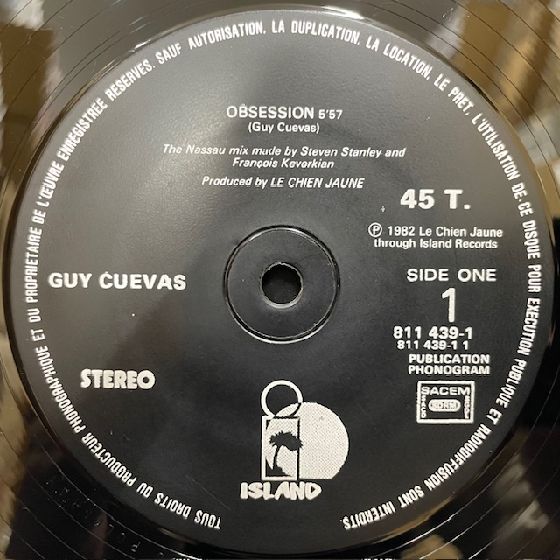 TOUS DROITS DU PRODUCTEUR PHONOGRAPHIQUE ET DU PROPRIETAIRE DE L'ŒUVRE ENREGISTREE RESERVES. SAUF AUTORISATION, LA DUPLICATION, LA LOCATION, LE PRET, L'UTILISATION DE CE DISQUE POUR EXECUTION PUBLIQUE ET RADIODIFFUSION SONT INTERDITS
OBSESSION 5'57
(Guy Cuevas)
The Nassau mix made by Steven Stanley and
François Kevorkian
Produced by LE CHIEN JAUNE
45 T.
℗ 1982 Le Chien Jaune
through Island Records
GUY CUEVAS
SIDE ONE
1
811 439-1
811 439-1 1
PUBLICATION
PHONOGRAM
STEREO
SACEM
ISLAND